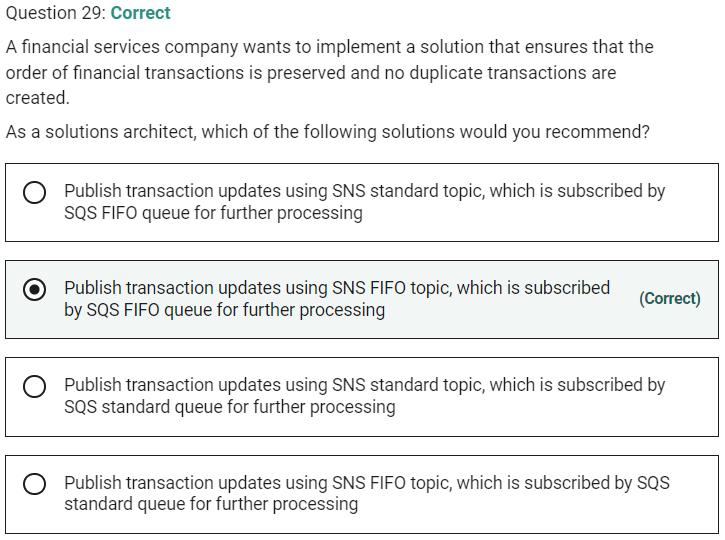 Question 29: Correct
A financial services company wants to implement a solution that ensures that the
order of financial transactions is preserved and no duplicate transactions are
created.
As a solutions architect, which of the following solutions would you recommend?
Publish transaction updates using SNS standard topic, which is subscribed by
SQS FIFO queue for further processing
Publish transaction updates using SNS FIFO topic, which is subscribed
by SQS FIFO queue for further processing
(Correct)
Publish transaction updates using SNS standard topic, which is subscribed by
SQS standard queue for further processing
Publish transaction updates using SNS FIFO topic, which is subscribed by SQS
standard queue for further processing